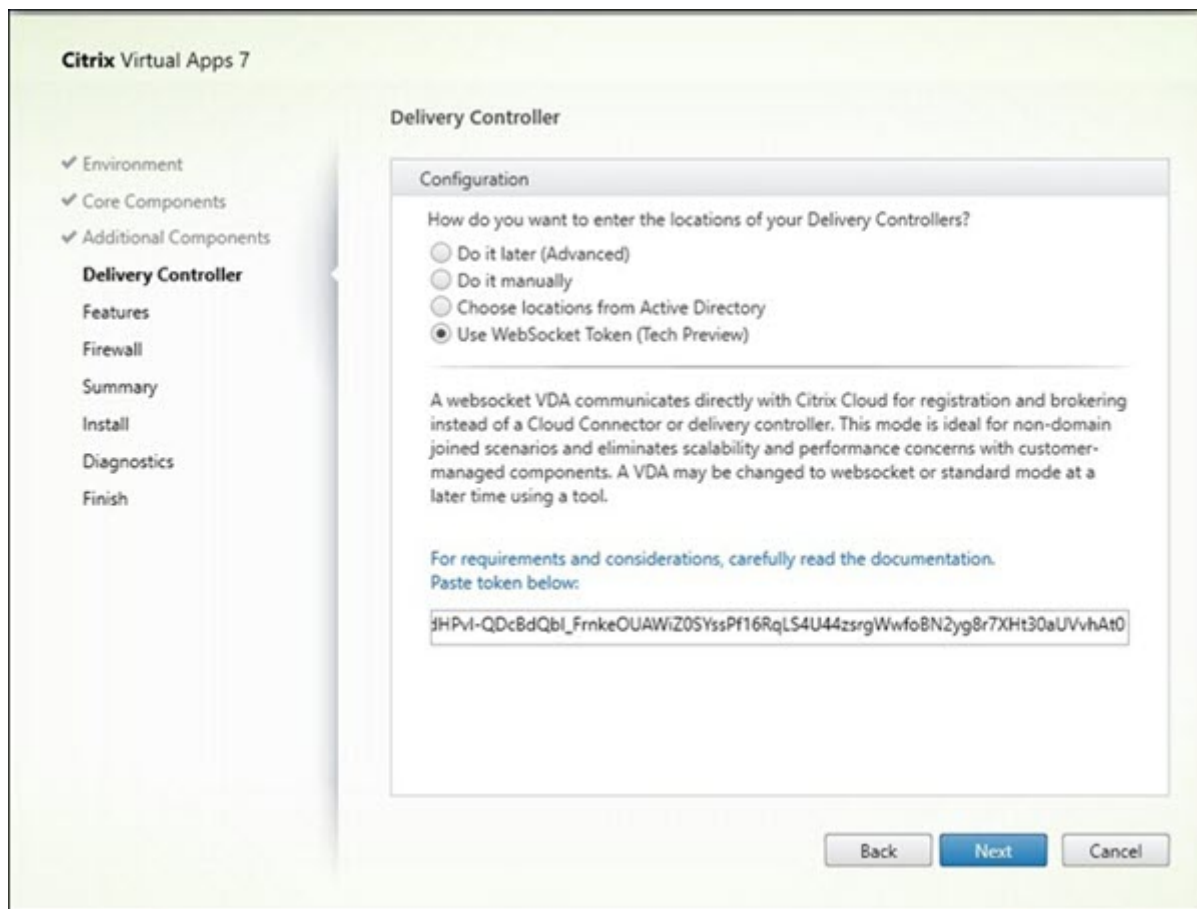 Citrix Virtual Apps 7
Delivery Controller
Environment
Core Components
Additional Components
Delivery Controller
Features
Firewall
Summary
Install
Diagnostics
Finish
Configuration
How do you want to enter the locations of your Delivery Controllers?
Do it later (Advanced)
Do it manually
Choose locations from Active Directory
Use WebSocket Token (Tech Preview)
A websocket VDA communicates directly with Citrix Cloud for registration and brokering
instead of a Cloud Connector or delivery controller. This mode is ideal for non-domain
joined scenarios and eliminates scalability and performance concerns with customer-
managed components. A VDA may be changed to websocket or standard mode at a
later time using a tool.
For requirements and considerations, carefully read the documentation.
Paste token below:
Back
Next
Cancel